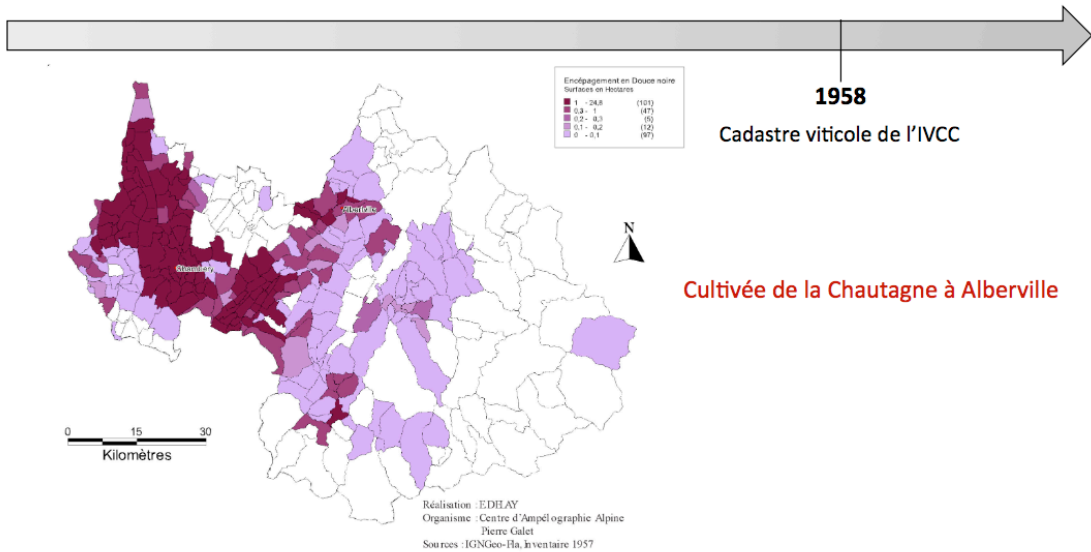 Encépagement en Douce noire
Surfaces en Hectares
1 - 24,8 (101)
0,3 - 1 (47)
0,2 - 0,3 (5)
0,1 - 0,2 (12)
0 - 0,1 (97)
1958
Cadastre viticole de l'IVCC
Albertville
N
Chambéry
Cultivée de la Chautagne à Alberville
0 15 30
Kilomètres
Réalisation : E.DELAY
Organisme : Centre d'Ampélographie Alpine
Pierre Galet
Sources : IGNGeo-Fla, Inventaire 1957